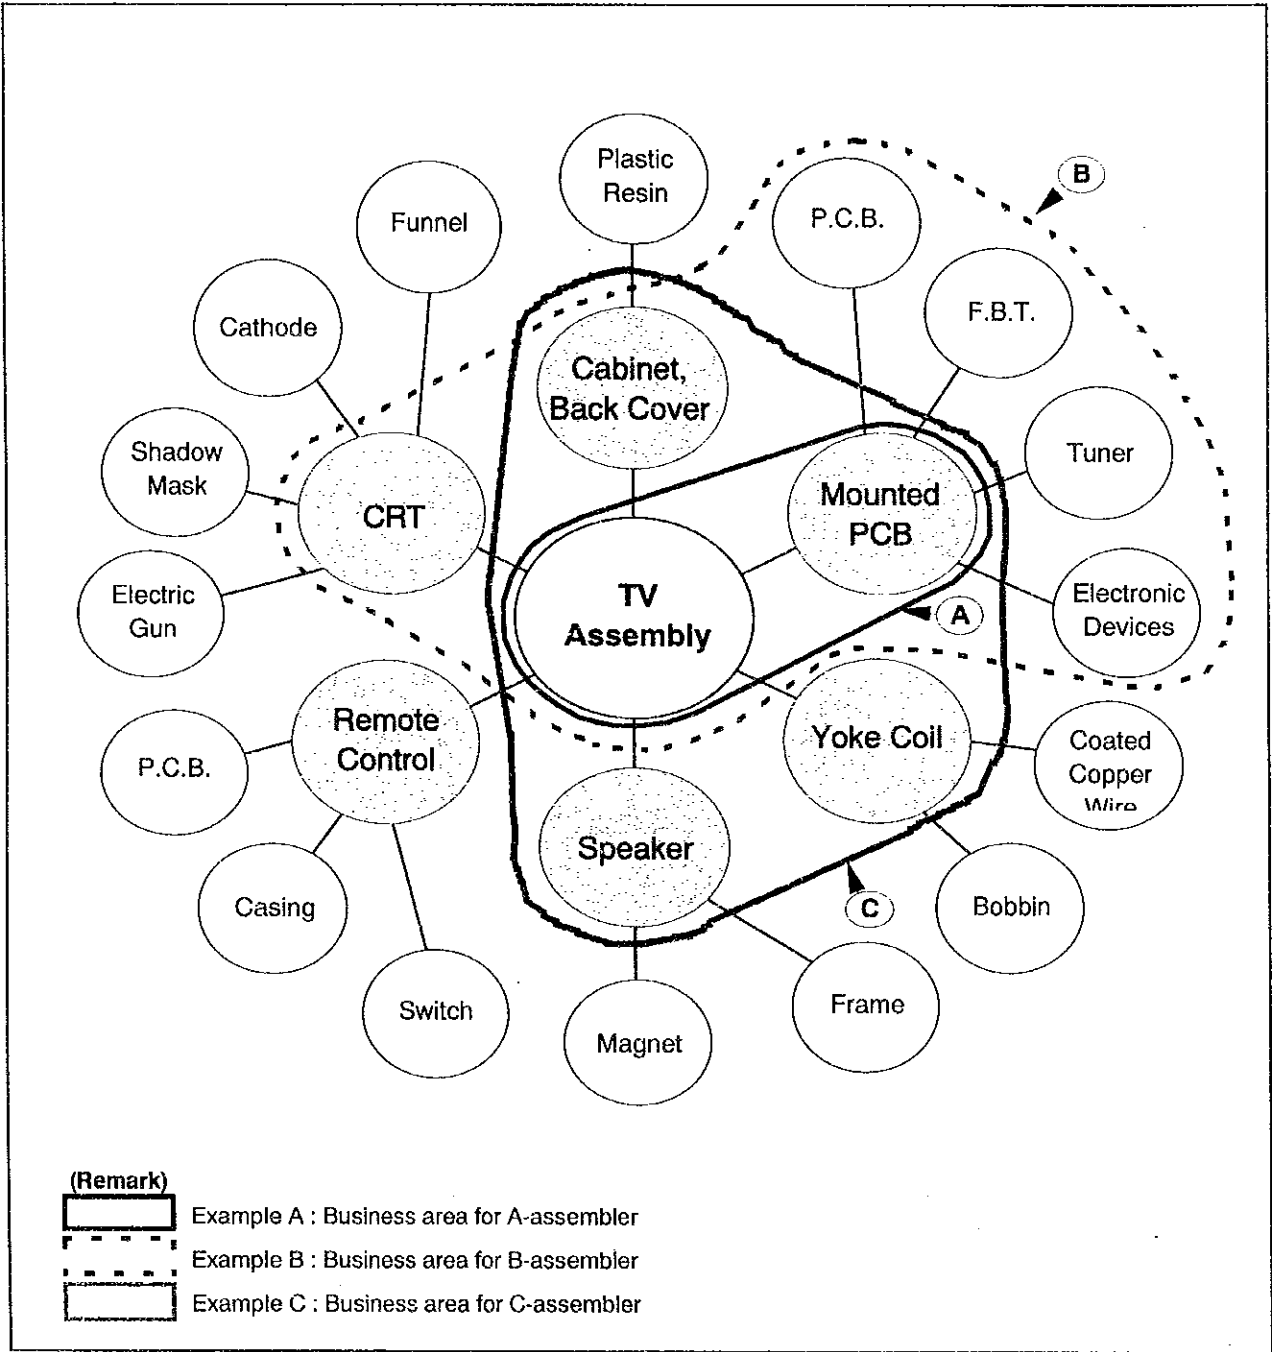 Plastic
Resin
B
P.C.B.
Funnel
F.B.T.
Cathode
Cabinet,
Back Cover
Tuner
Shadow
Mask
Mounted
PCB
CRT
Electric
Gun
TV
Assembly
A
Electronic
Devices
Remote
Control
Yoke Coil
Coated
Copper
Wire
P.C.B.
Speaker
Casing
C
Bobbin
Switch
Frame
Magnet
(Remark)
Example A : Business area for A-assembler
Example B : Business area for B-assembler
Example C : Business area for C-assembler